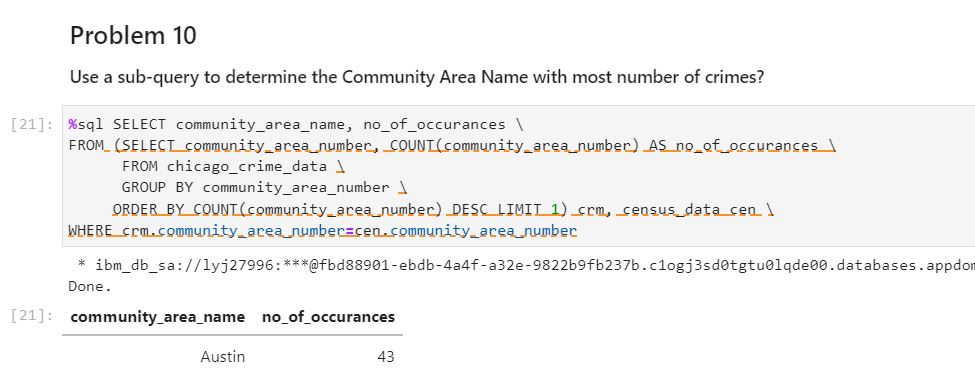 Problem 10
Use a sub-query to determine the Community Area Name with most number of crimes?
[21]: %sql SELECT community_area_name, no_of_occurances \
FROM (SELECT community_area_number, COUNT(community_area_number) AS no_of_occurances \
FROM chicago_crime_data \
GROUP BY community_area_number \
ORDER BY COUNT(community_area_number) DESC LIMIT 1) crm, census_data cen \
WHERE crm.community_area_number=cen.community_area_number
* ibm_db_sa://lyj27996:***@fbd88901-ebdb-4a4f-a32e-9822b9fb237b.c1ogj3sd0tgtu0lqde00.databases.appdom
Done.
[21]: community_area_name no_of_occurances
Austin 43